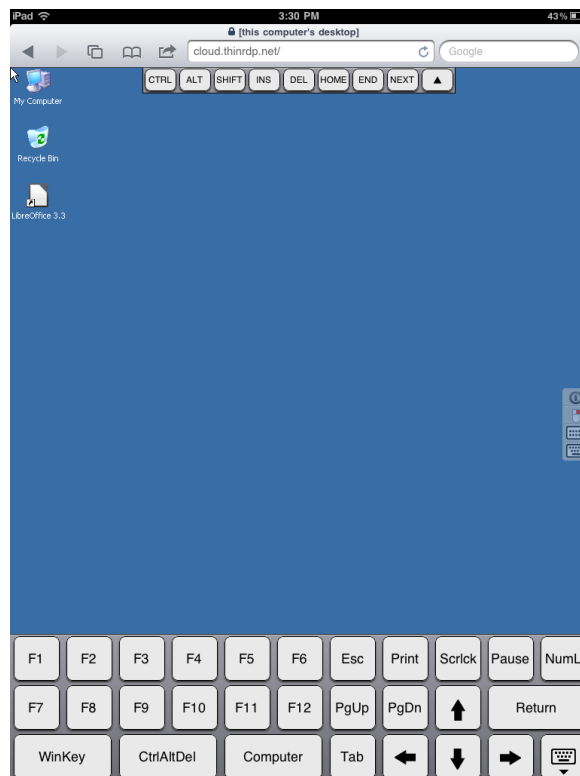 iPad 3:30 PM 43%
[this computer's desktop]
cloud.thinrdp.net/ Google
CTRL ALT SHIFT INS DEL HOME END NEXT
My Computer
Recycle Bin
LibreOffice 3.3
F1 F2 F3 F4 F5 F6 Esc Print Scrlck Pause NumL
F7 F8 F9 F10 F11 F12 PgUp PgDn Return
WinKey CtrlAltDel Computer Tab